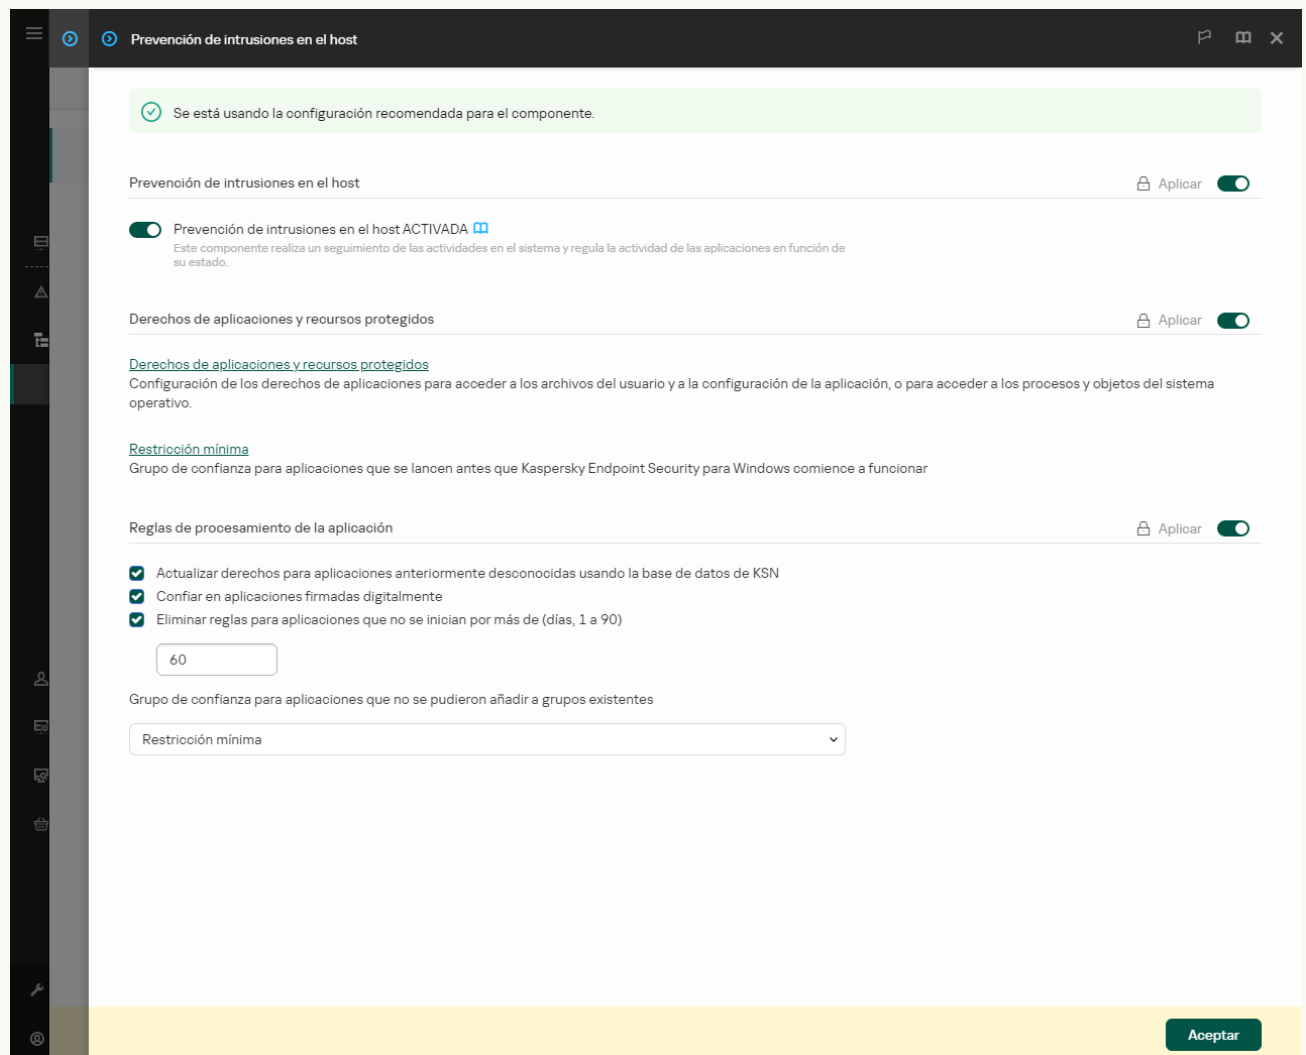 Prevención de intrusiones en el host
Se está usando la configuración recomendada para el componente.
Prevención de intrusiones en el host
Aplicar
Prevención de intrusiones en el host ACTIVADA
Este componente realiza un seguimiento de las actividades en el sistema y regula la actividad de las aplicaciones en función de
su estado.
Derechos de aplicaciones y recursos protegidos
Aplicar
Derechos de aplicaciones y recursos protegidos
Configuración de los derechos de aplicaciones para acceder a los archivos del usuario y a la configuración de la aplicación, o para acceder a los procesos y objetos del sistema
operativo.
Restricción mínima
Grupo de confianza para aplicaciones que se lancen antes que Kaspersky Endpoint Security para Windows comience a funcionar
Reglas de procesamiento de la aplicación
Aplicar
Actualizar derechos para aplicaciones anteriormente desconocidas usando la base de datos de KSN
Confiar en aplicaciones firmadas digitalmente
Eliminar reglas para aplicaciones que no se inician por más de (días, 1 a 90)
60
Grupo de confianza para aplicaciones que no se pudieron añadir a grupos existentes
Restricción mínima
Aceptar